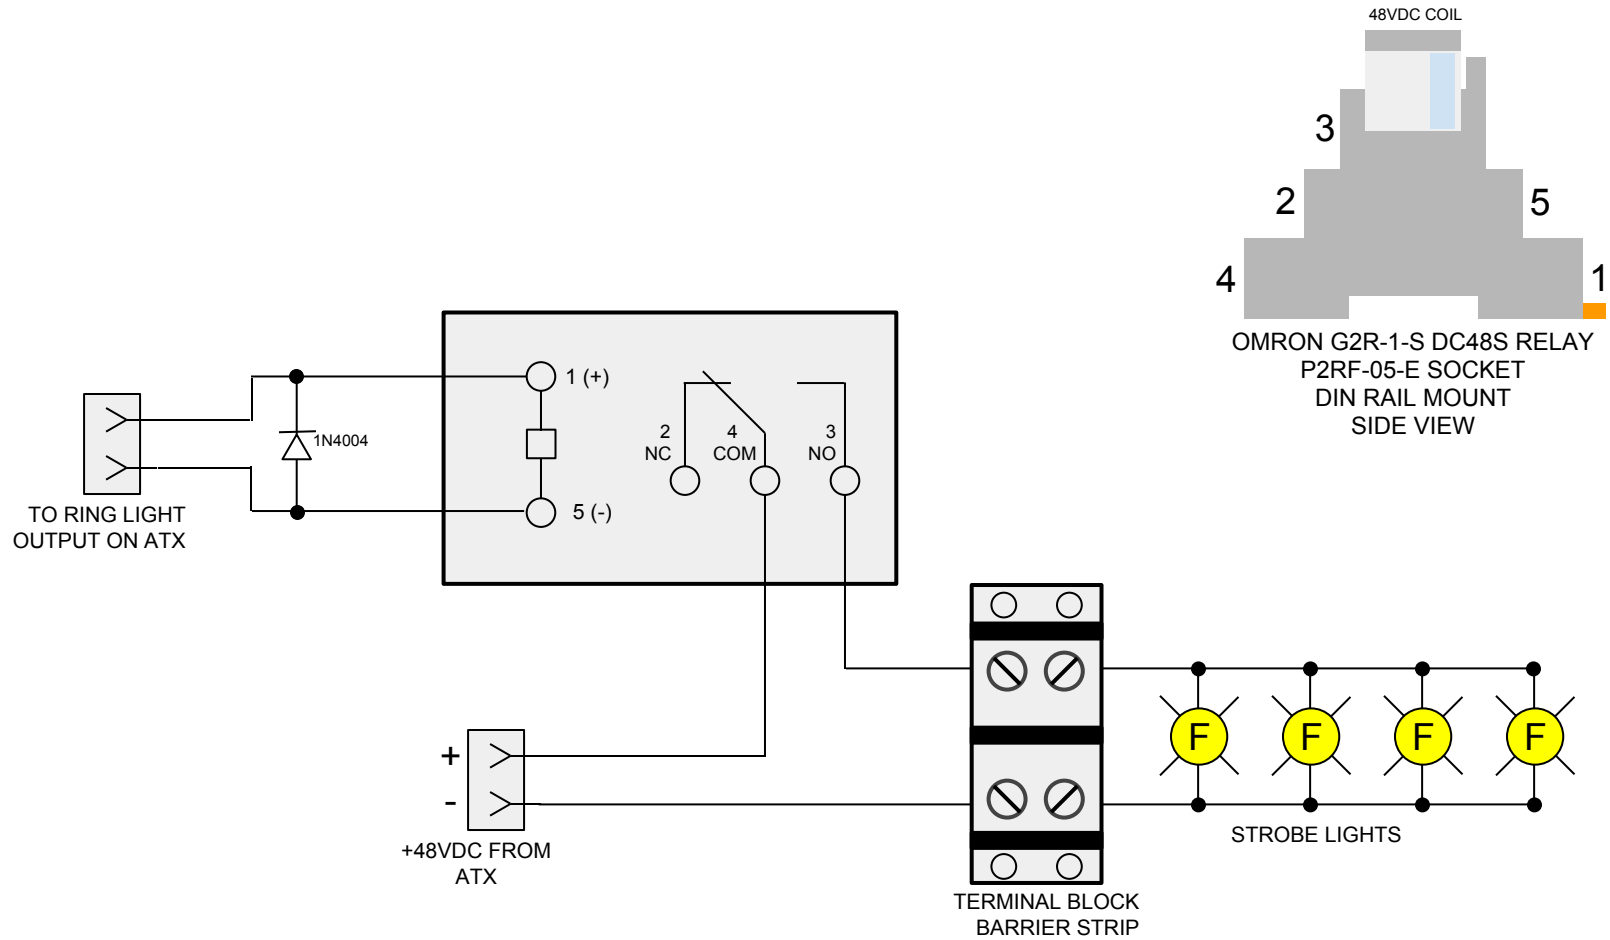 48VDC COIL
3
2
5
4
1
OMRON G2R-1-S DC48S RELAY
P2RF-05-E SOCKET
DIN RAIL MOUNT
SIDE VIEW
1 (+)
1N4004
2
NC
4
COM
3
NO
5 (-)
TO RING LIGHT
OUTPUT ON ATX
+
-
+48VDC FROM
ATX
F
F
F
F
STROBE LIGHTS
TERMINAL BLOCK
BARRIER STRIP